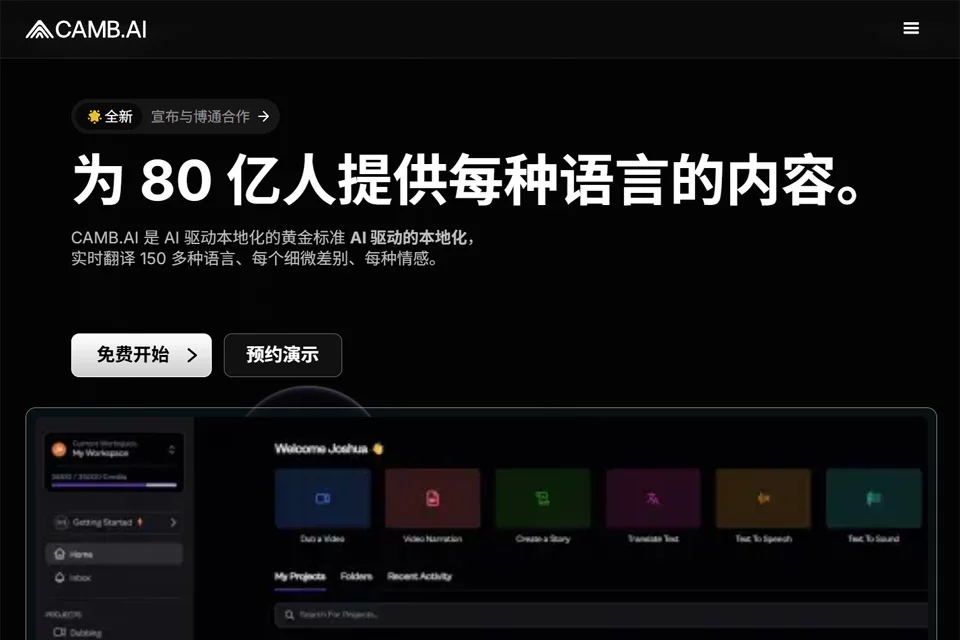 CAMB.AI
全新 宣布与博通合作 →
为 80 亿人提供每种语言的内容。
CAMB.AI 是 AI 驱动本地化的黄金标准 AI 驱动的本地化，
实时翻译 150 多种语言、每个细微差别、每种情感。
免费开始
预约演示
Current Workspace
My Workspace
Getting Started
Home
Inbox
PROJECTS
Dubbing
Welcome Joshua
Dub a Video
Video Narration
Create a Story
Translate Text
Text To Speech
Text To Sound
My Projects
Folders
Recent Activity
Search For Projects...